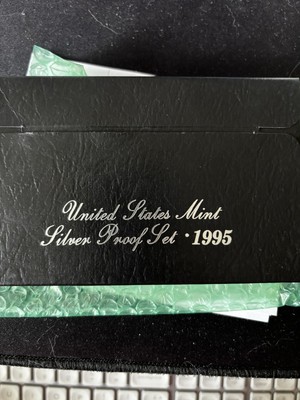 United States Mint
Silver Proof Set · 1995